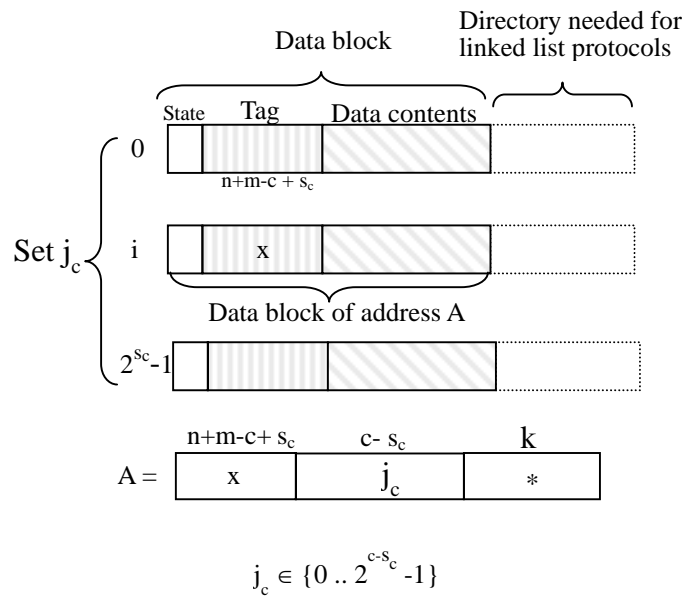 Directory needed for
linked list protocols
Data block
State Tag Data contents
0
n+m-c + s_c
Set j_c
i x
Data block of address A
2^{s_c}-1
n+m-c+ s_c c- s_c k
A = x j_c *
j_c ∈ {0 .. 2^{c-s_c} -1}